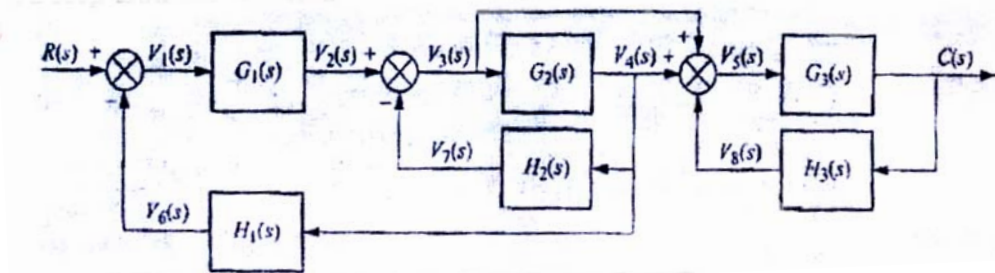 R(s) + V₁(s) G₁(s) V₂(s) + V₃(s) G₂(s) V₄(s) + + V₅(s) G₃(s) C(s)
− − −
V₇(s) H₂(s) V₈(s) H₃(s)
V₆(s) H₁(s)